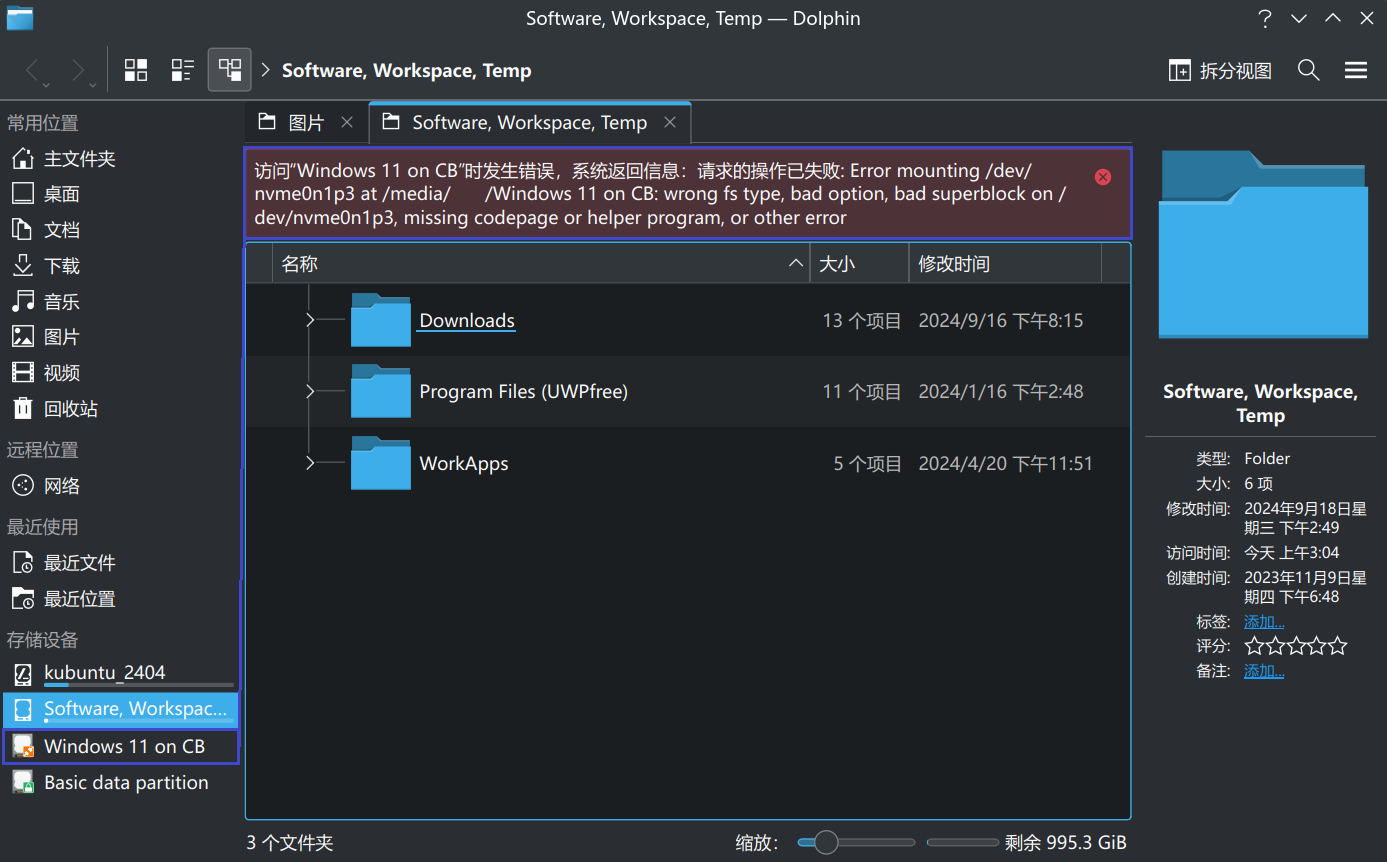 Software, Workspace, Temp — Dolphin
Software, Workspace, Temp
拆分视图
常用位置
主文件夹
桌面
文档
下载
音乐
图片
视频
回收站
远程位置
网络
最近使用
最近文件
最近位置
存储设备
kubuntu_2404
Software, Workspac...
Windows 11 on CB
Basic data partition
图片
Software, Workspace, Temp
访问“Windows 11 on CB”时发生错误，系统返回信息：请求的操作已失败: Error mounting /dev/
nvme0n1p3 at /media/ /Windows 11 on CB: wrong fs type, bad option, bad superblock on /
dev/nvme0n1p3, missing codepage or helper program, or other error
名称 大小 修改时间
Downloads 13 个项目 2024/9/16 下午8:15
Program Files (UWPfree) 11 个项目 2024/1/16 下午2:48
WorkApps 5 个项目 2024/4/20 下午11:51
3 个文件夹 缩放： 剩余 995.3 GiB
Software, Workspace,
Temp
类型: Folder
大小: 6 项
修改时间: 2024年9月18日星
期三 下午2:49
访问时间: 今天 上午3:04
创建时间: 2023年11月9日星
期四 下午6:48
标签: 添加...
评分:
备注: 添加...